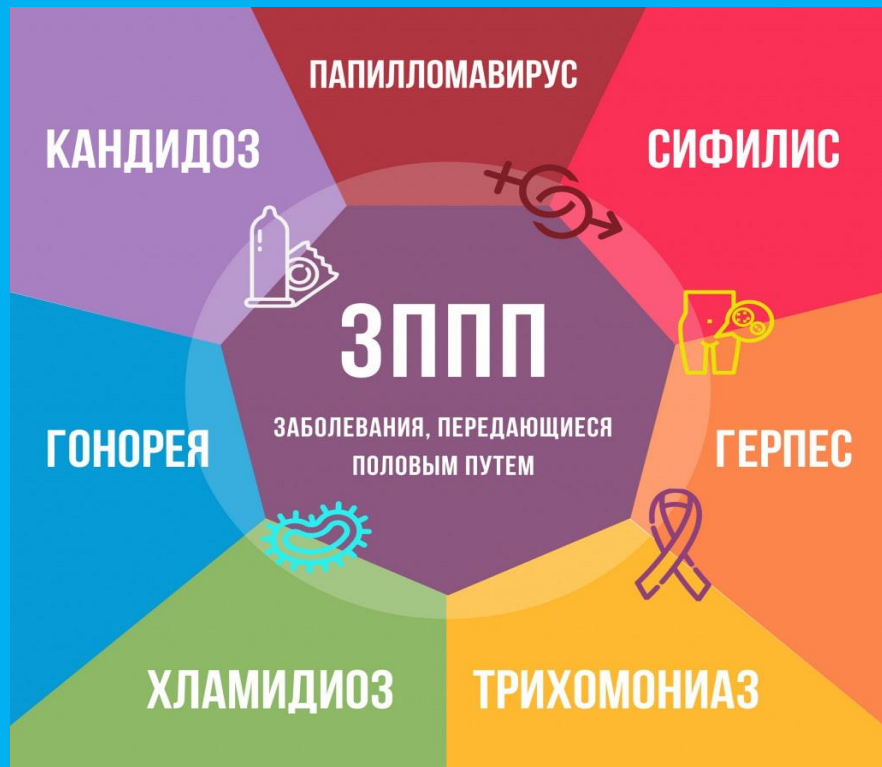 ПАПИЛЛОМАВИРУС
КАНДИДОЗ
СИФИЛИС
ЗППП
ЗАБОЛЕВАНИЯ, ПЕРЕДАЮЩИЕСЯ
ПОЛОВЫМ ПУТЕМ
ГОНОРЕЯ
ГЕРПЕС
ХЛАМИДИОЗ
ТРИХОМОНИАЗ